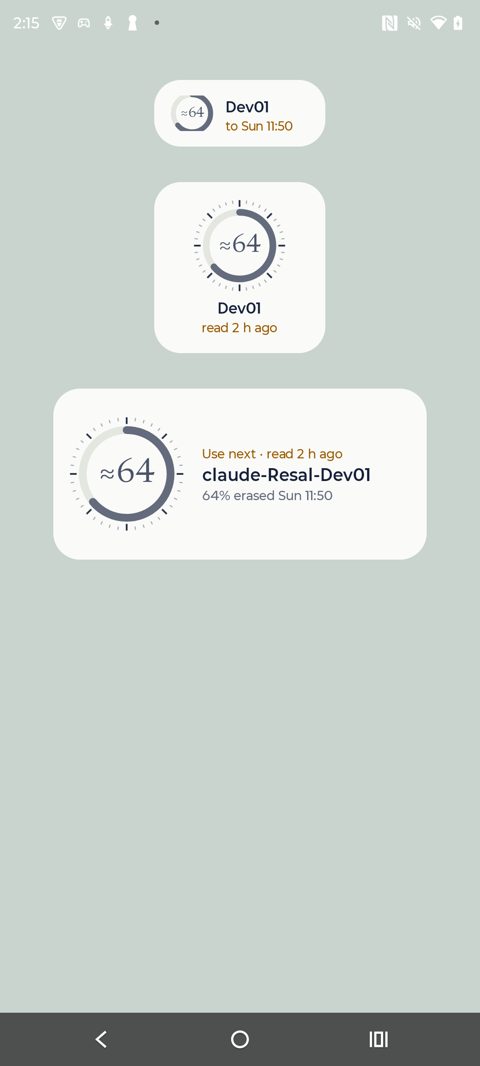 2:15
≈64
Dev01
to Sun 11:50
≈64
Dev01
read 2 h ago
≈64
Use next · read 2 h ago
claude-Resal-Dev01
64% erased Sun 11:50